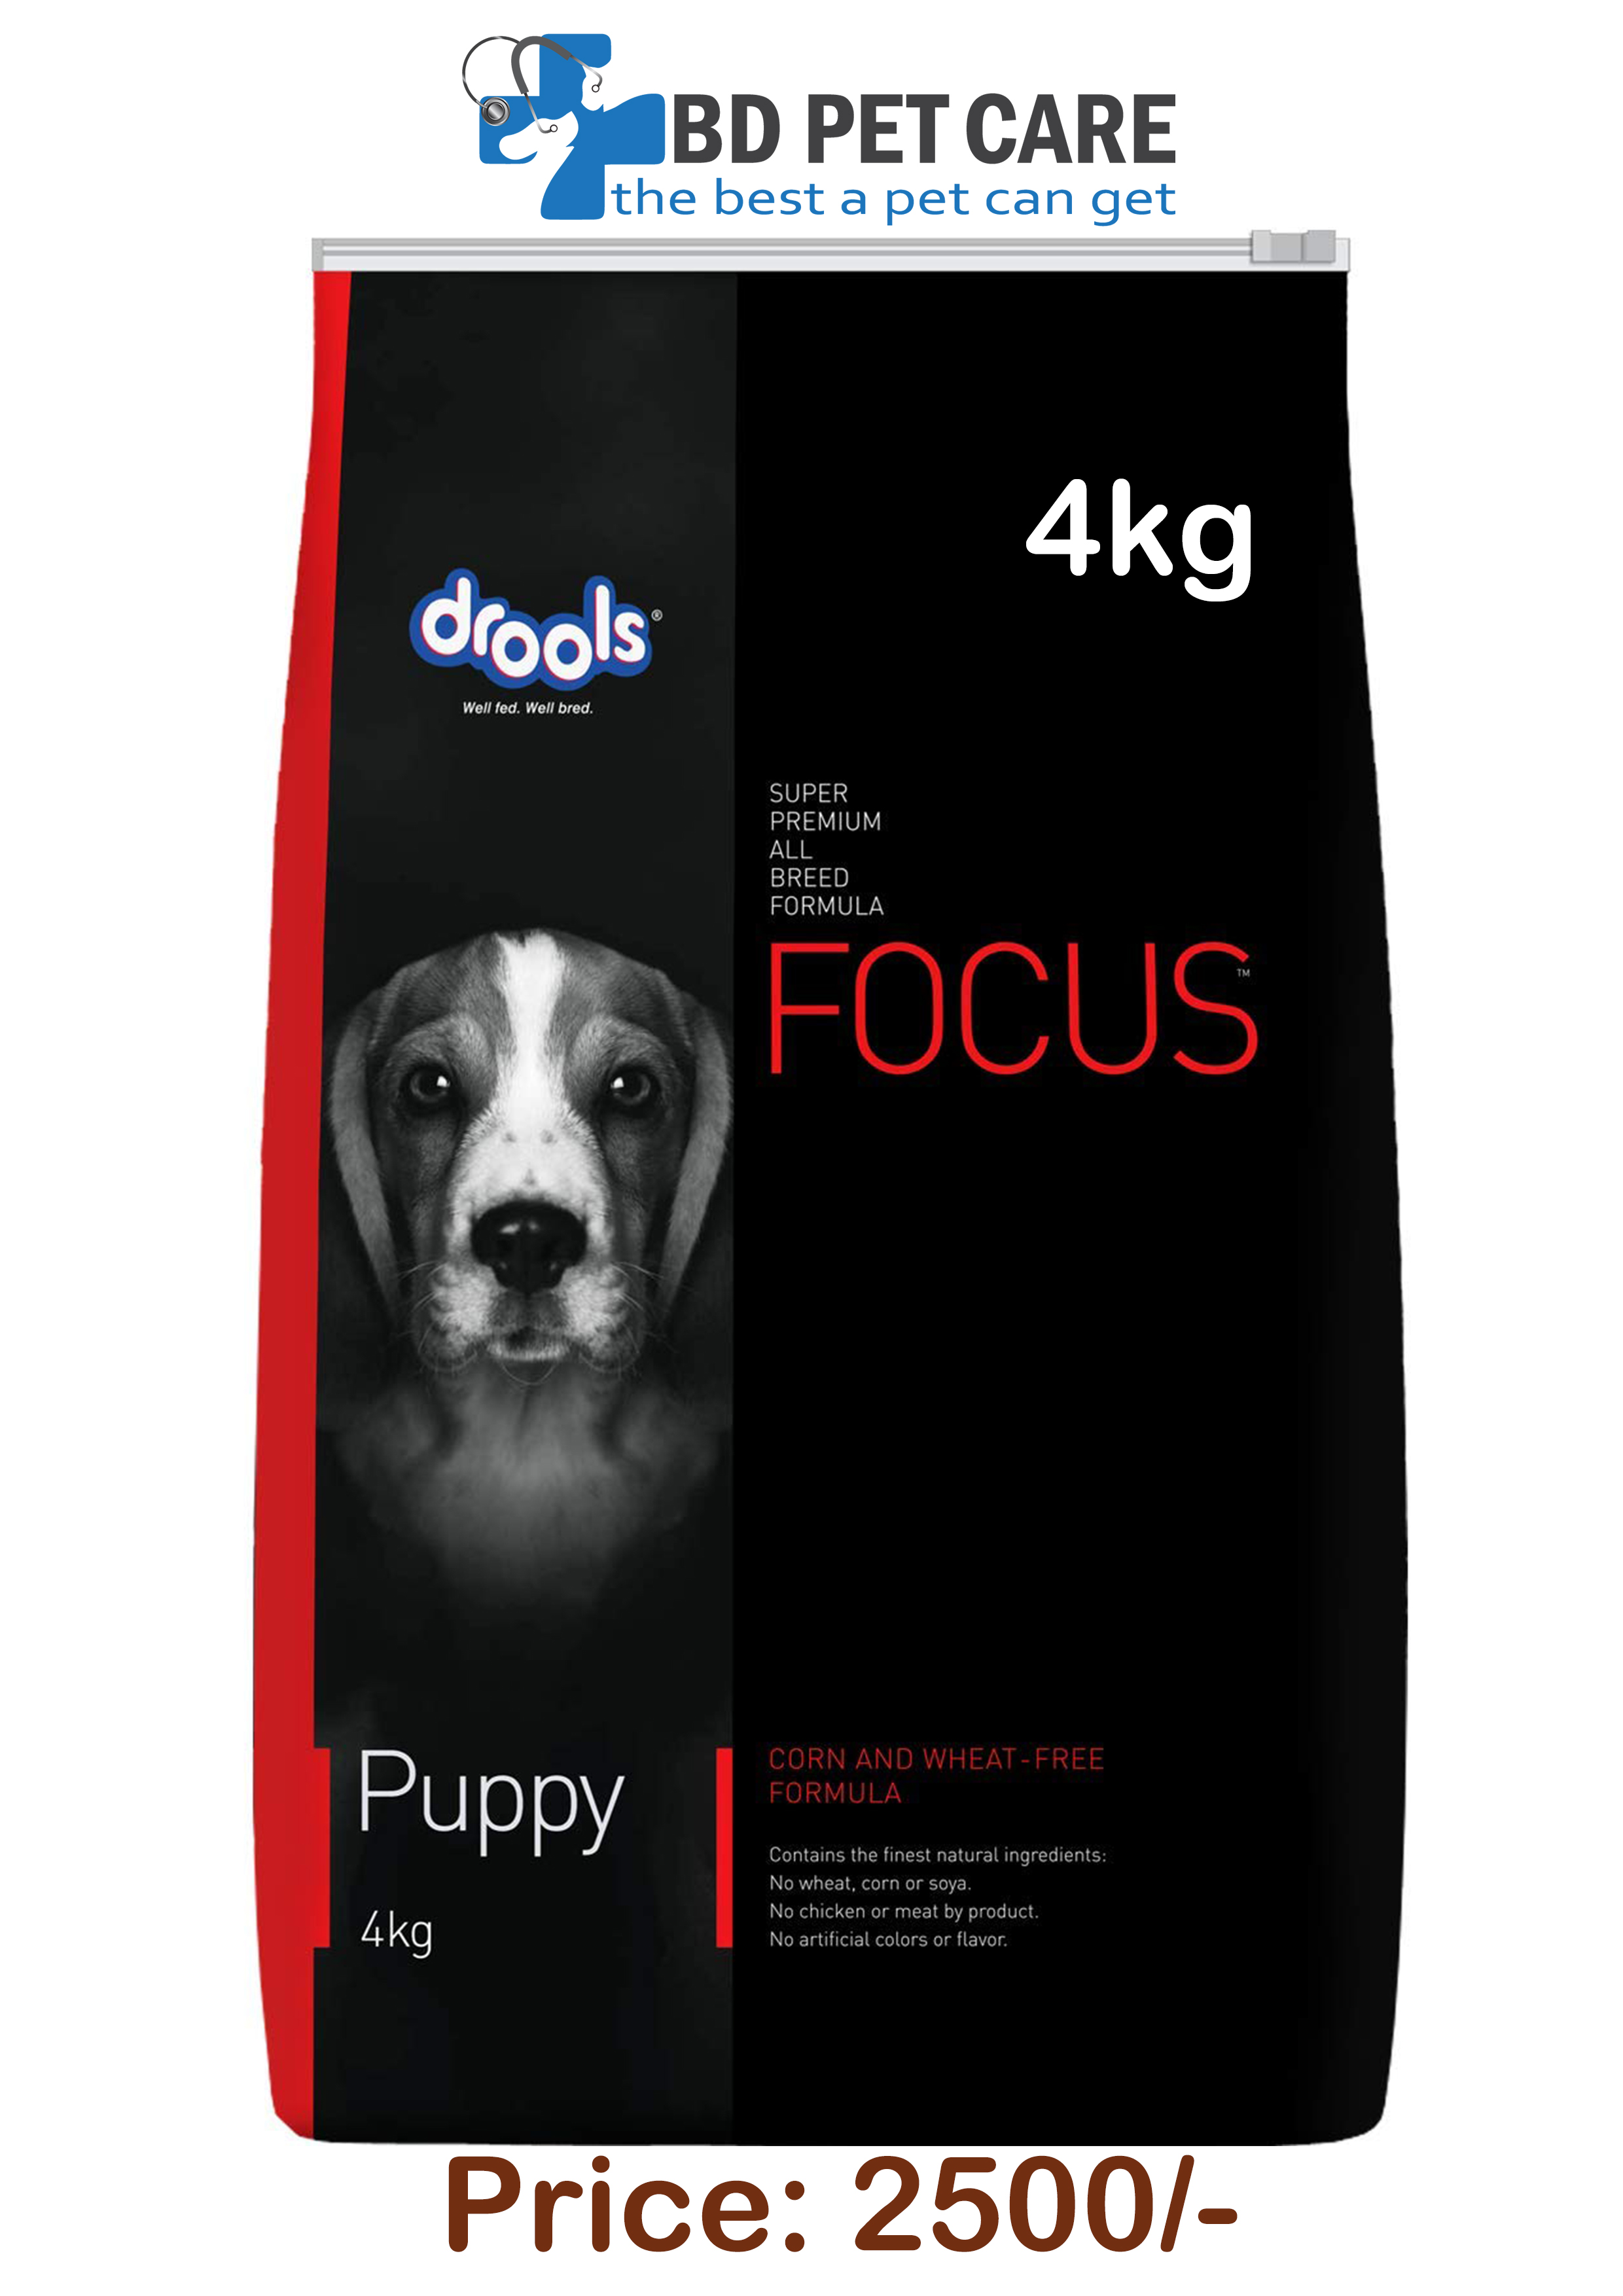 BD PET CARE
the best a pet can get
4kg
drools®
Well fed. Well bred.
SUPER
PREMIUM
ALL
BREED
FORMULA
FOCUS™
Puppy
4kg
CORN AND WHEAT-FREE
FORMULA
Contains the finest natural ingredients:
No wheat, corn or soya.
No chicken or meat by product.
No artificial colors or flavor.
Price: 2500/-